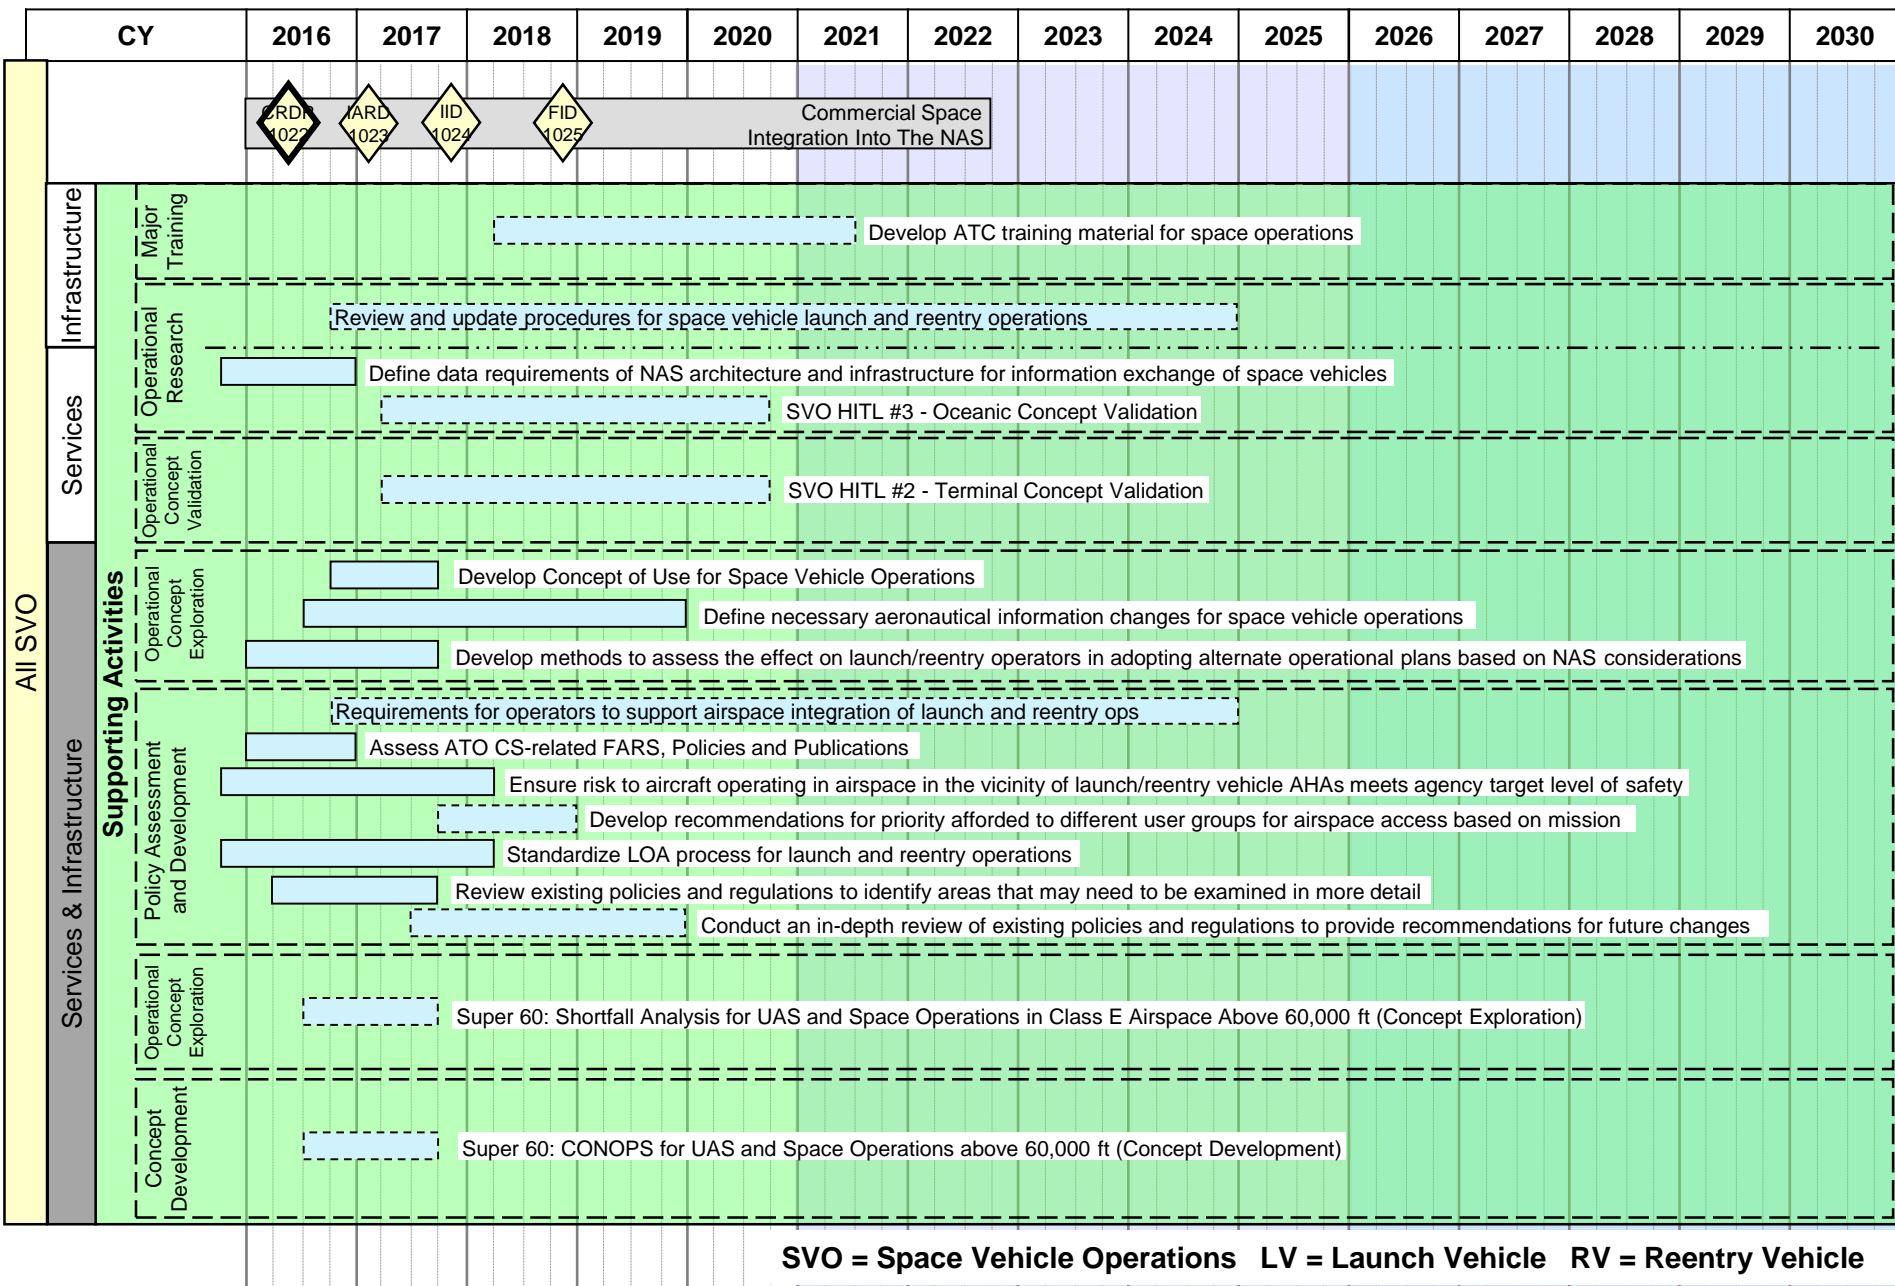 CY 2016 2017 2018 2019 2020 2021 2022 2023 2024 2025 2026 2027 2028 2029 2030
CRDR
1022
IARD
1023
IID
1024
FID
1025
Commercial Space
Integration Into The NAS
All SVO
Infrastructure
Services
Services & Infrastructure
Supporting Activities
Major
Training
Develop ATC training material for space operations
Operational
Research
Review and update procedures for space vehicle launch and reentry operations
Define data requirements of NAS architecture and infrastructure for information exchange of space vehicles
SVO HITL #3 - Oceanic Concept Validation
Operational
Concept
Validation
SVO HITL #2 - Terminal Concept Validation
Operational
Concept
Exploration
Develop Concept of Use for Space Vehicle Operations
Define necessary aeronautical information changes for space vehicle operations
Develop methods to assess the effect on launch/reentry operators in adopting alternate operational plans based on NAS considerations
Policy Assessment
and Development
Requirements for operators to support airspace integration of launch and reentry ops
Assess ATO CS-related FARS, Policies and Publications
Ensure risk to aircraft operating in airspace in the vicinity of launch/reentry vehicle AHAs meets agency target level of safety
Develop recommendations for priority afforded to different user groups for airspace access based on mission
Standardize LOA process for launch and reentry operations
Review existing policies and regulations to identify areas that may need to be examined in more detail
Conduct an in-depth review of existing policies and regulations to provide recommendations for future changes
Operational
Concept
Exploration
Super 60: Shortfall Analysis for UAS and Space Operations in Class E Airspace Above 60,000 ft (Concept Exploration)
Concept
Development
Super 60: CONOPS for UAS and Space Operations above 60,000 ft (Concept Development)
SVO = Space Vehicle Operations LV = Launch Vehicle RV = Reentry Vehicle